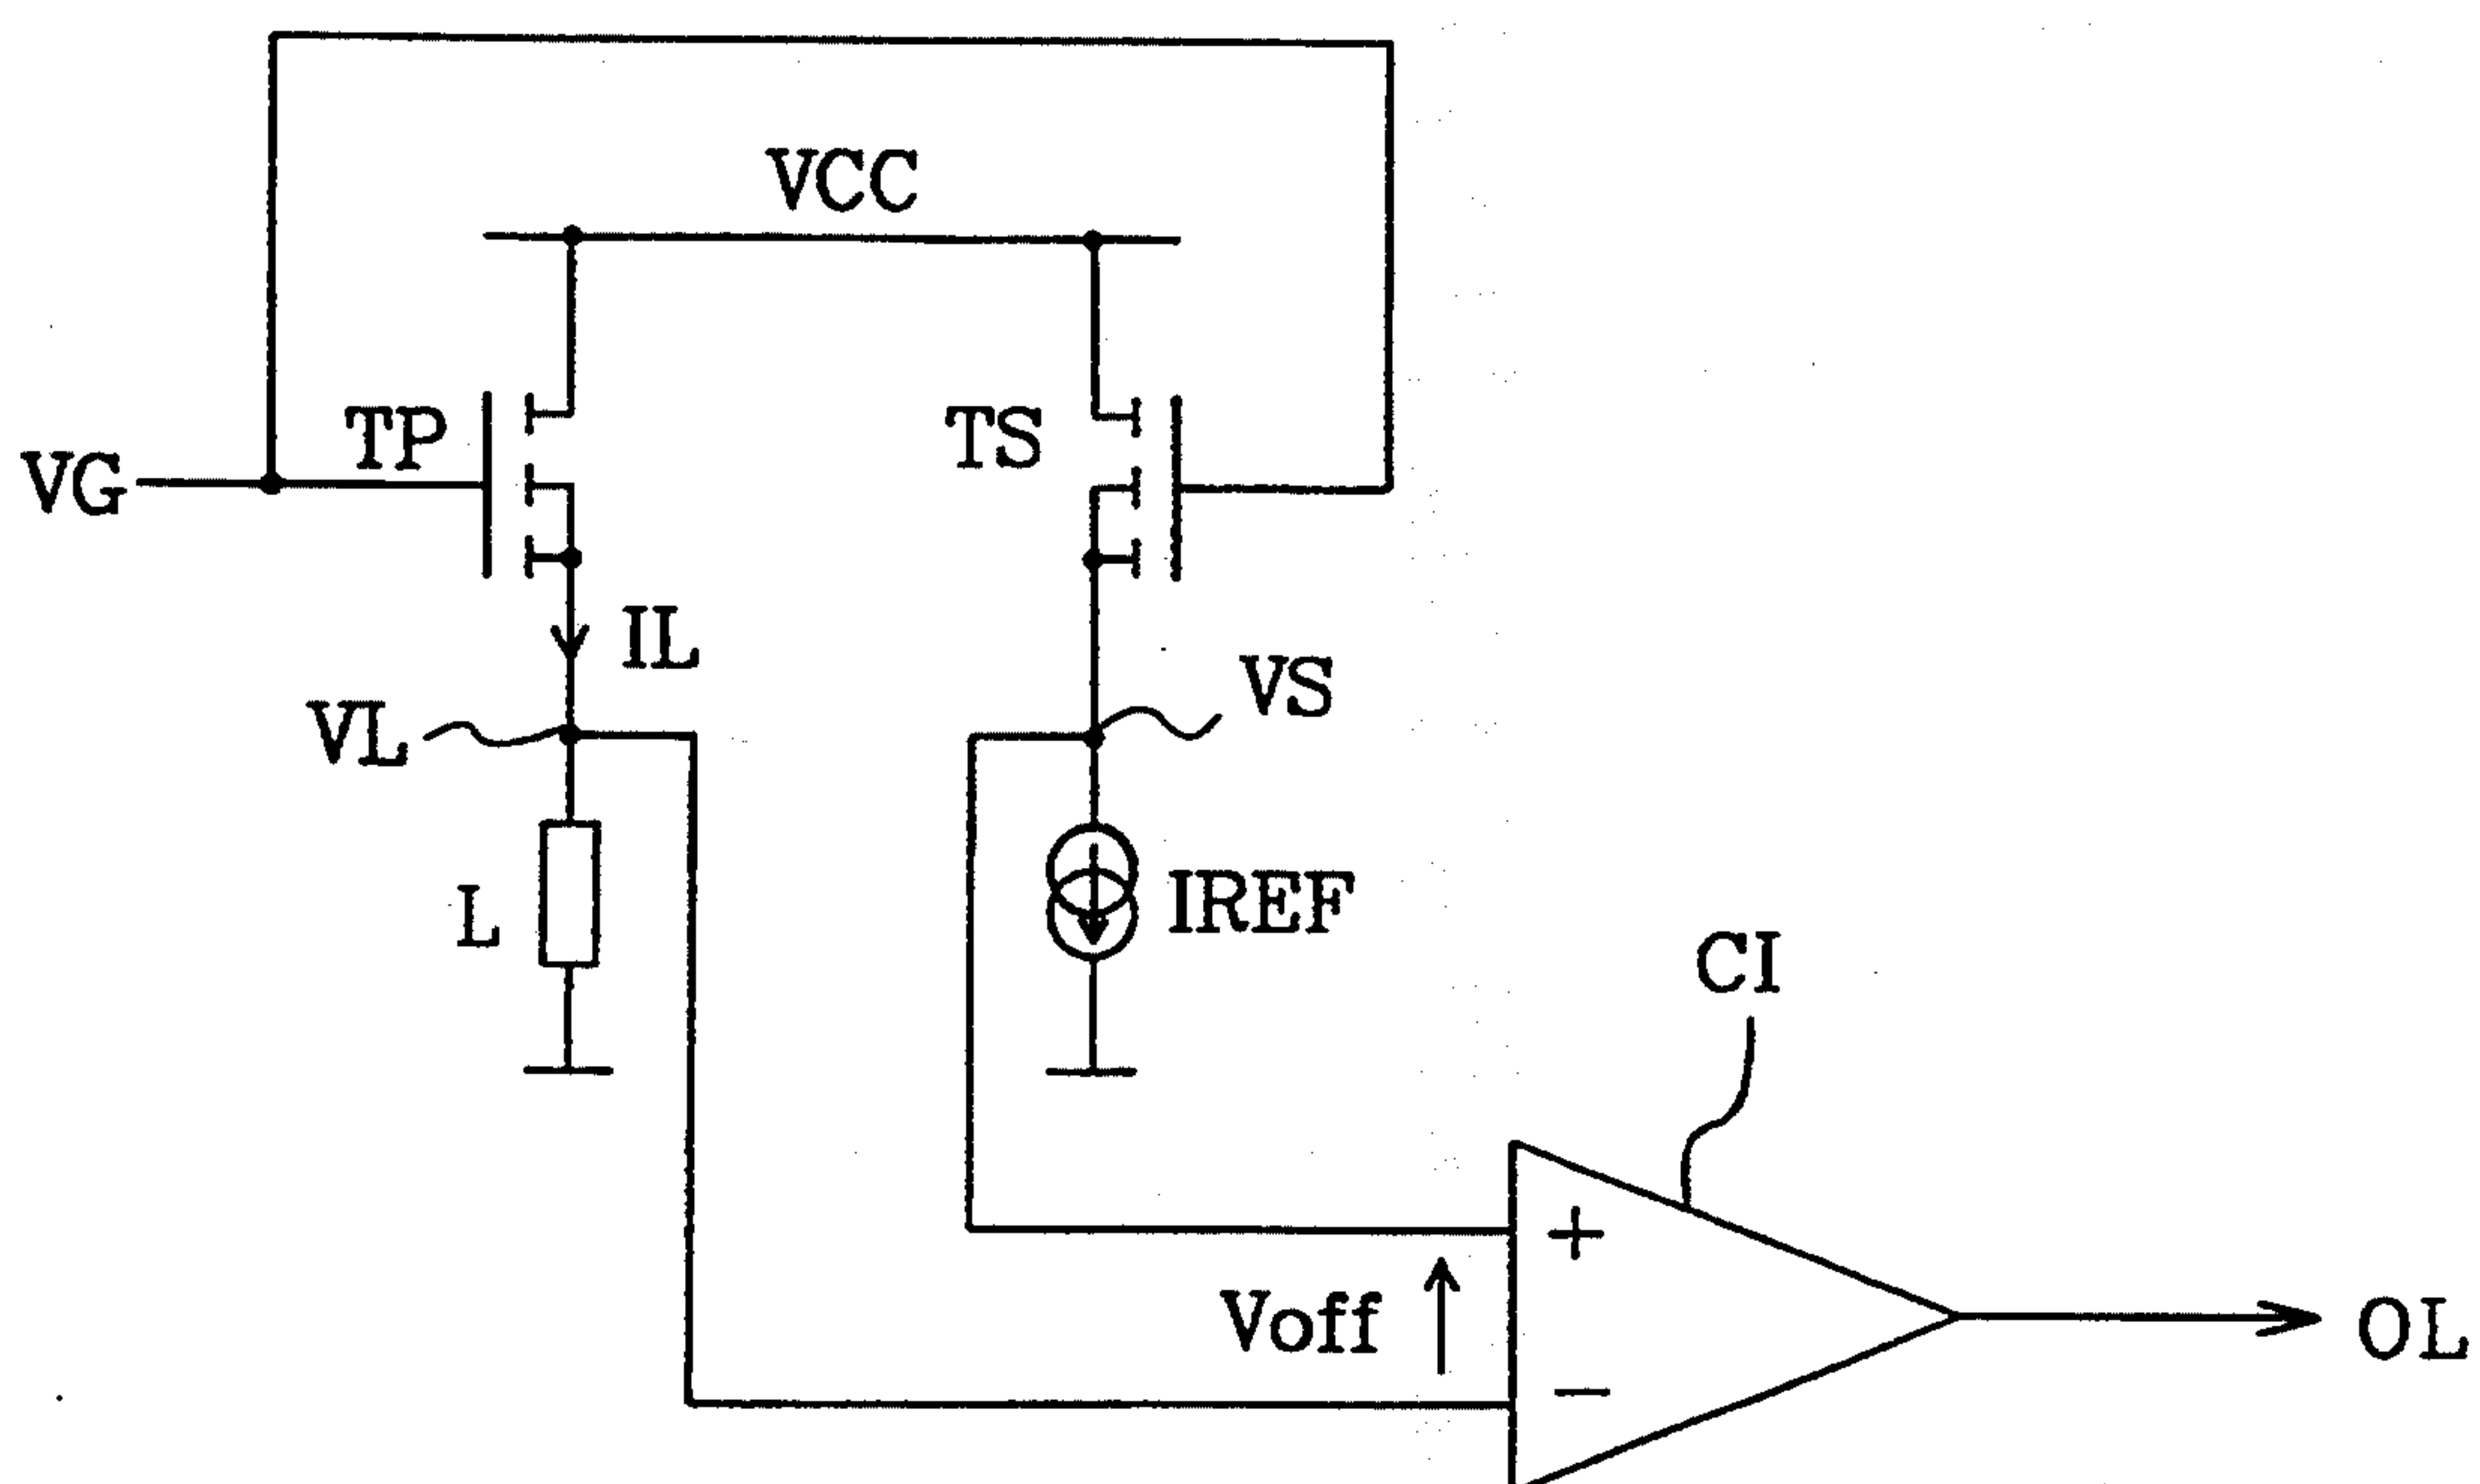 VCC
TP
TS
VG
IL
VS
VL
IREF
L
CI
+
Voff
OL
−